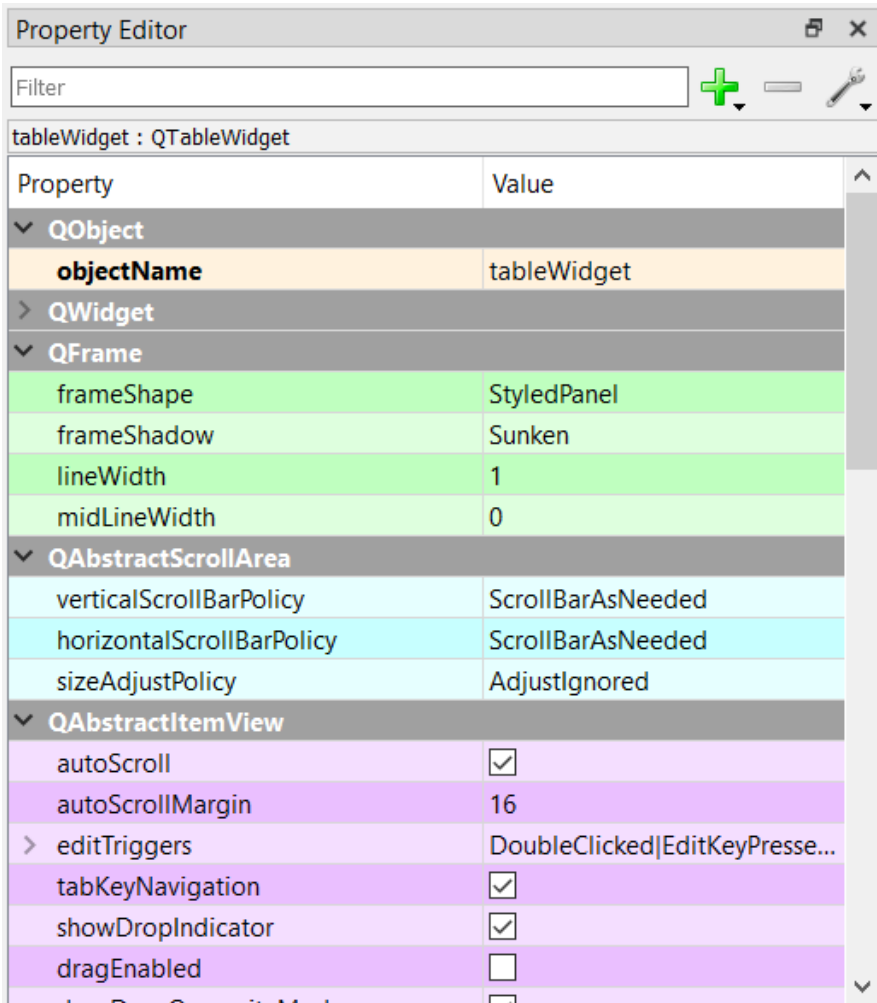 Property Editor
Filter
tableWidget : QTableWidget
Property Value
QObject
objectName tableWidget
QWidget
QFrame
frameShape StyledPanel
frameShadow Sunken
lineWidth 1
midLineWidth 0
QAbstractScrollArea
verticalScrollBarPolicy ScrollBarAsNeeded
horizontalScrollBarPolicy ScrollBarAsNeeded
sizeAdjustPolicy AdjustIgnored
QAbstractItemView
autoScroll
autoScrollMargin 16
editTriggers DoubleClicked|EditKeyPresse...
tabKeyNavigation
showDropIndicator
dragEnabled